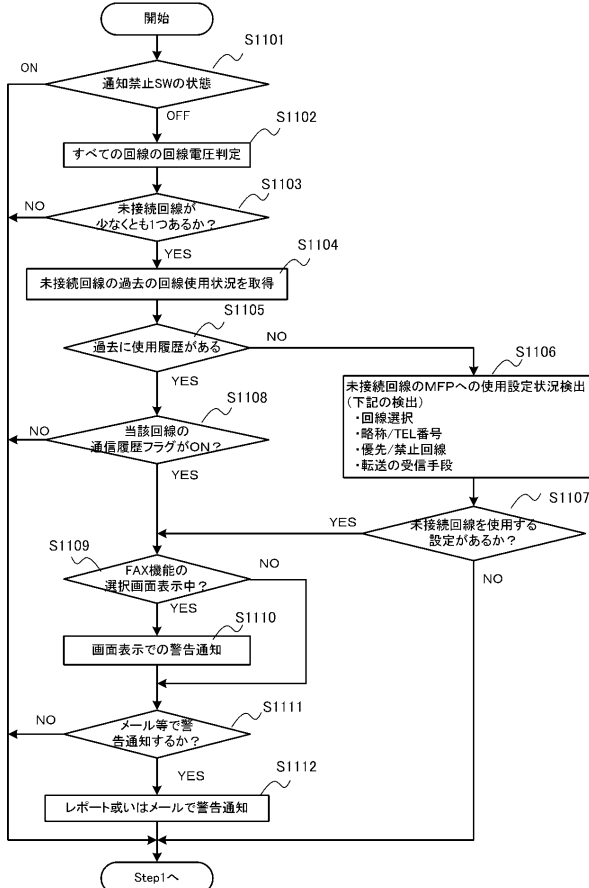 開始
S1101
ON
通知禁止SWの状態
OFF
S1102
すべての回線の回線電圧判定
S1103
NO
未接続回線が
少なくとも1つあるか?
YES
S1104
未接続回線の過去の回線使用状況を取得
S1105
過去に使用履歴がある
NO
YES
S1106
未接続回線のMFPへの使用設定状況検出
(下記の検出)
・回線選択
・略称/TEL番号
・優先/禁止回線
・転送の受信手段
S1108
NO
当該回線の
通信履歴フラグがON?
YES
S1107
YES
未接続回線を使用する
設定があるか?
NO
S1109
FAX機能の
選択画面表示中?
NO
YES
S1110
画面表示での警告通知
S1111
NO
メール等で警
告通知するか?
YES
S1112
レポート或いはメールで警告通知
Step1へ